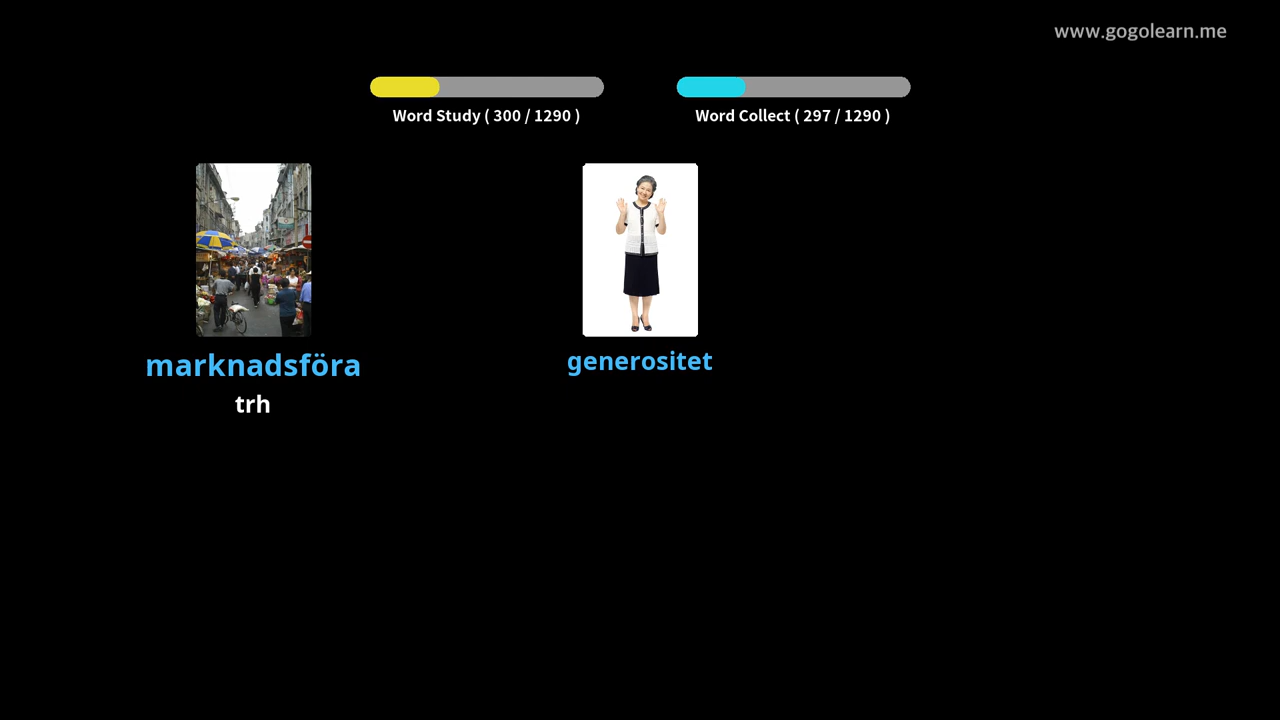 www.gogolearn.me
Word Study ( 300 / 1290 )
Word Collect ( 297 / 1290 )
marknadsföra
trh
generositet